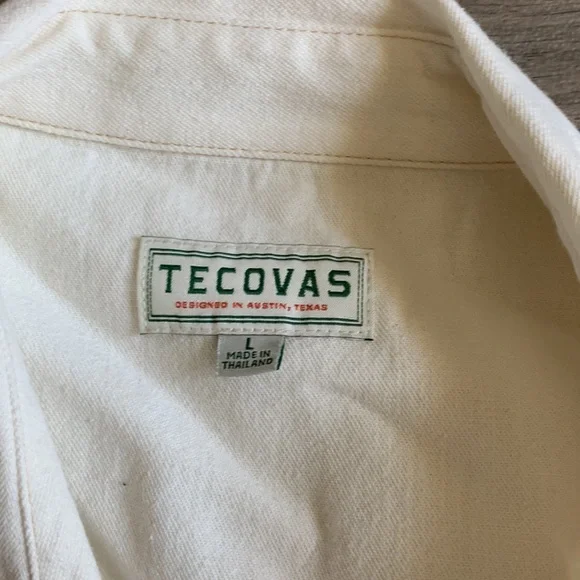 TECOVAS
DESIGNED IN AUSTIN, TEXAS
L
MADE IN
THAILAND